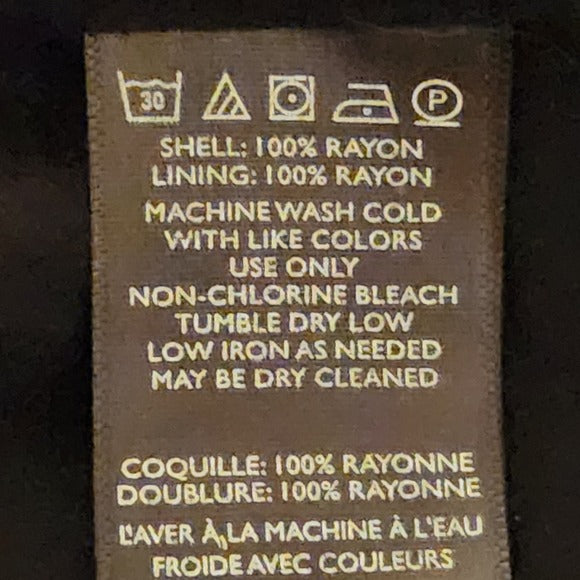 30 P
SHELL: 100% RAYON
LINING: 100% RAYON
MACHINE WASH COLD
WITH LIKE COLORS
USE ONLY
NON-CHLORINE BLEACH
TUMBLE DRY LOW
LOW IRON AS NEEDED
MAY BE DRY CLEANED
COQUILLE: 100% RAYONNE
DOUBLURE: 100% RAYONNE
L'AVER À LA MACHINE À L'EAU
FROIDE AVEC COULEURS